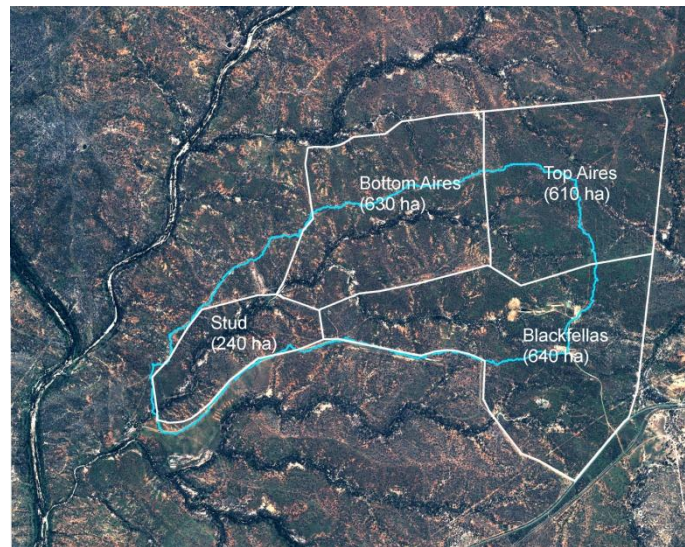 Top Aires
(610 ha)
Bottom Aires
(630 ha)
Stud
(240 ha)
Blackfellas
(640 ha)